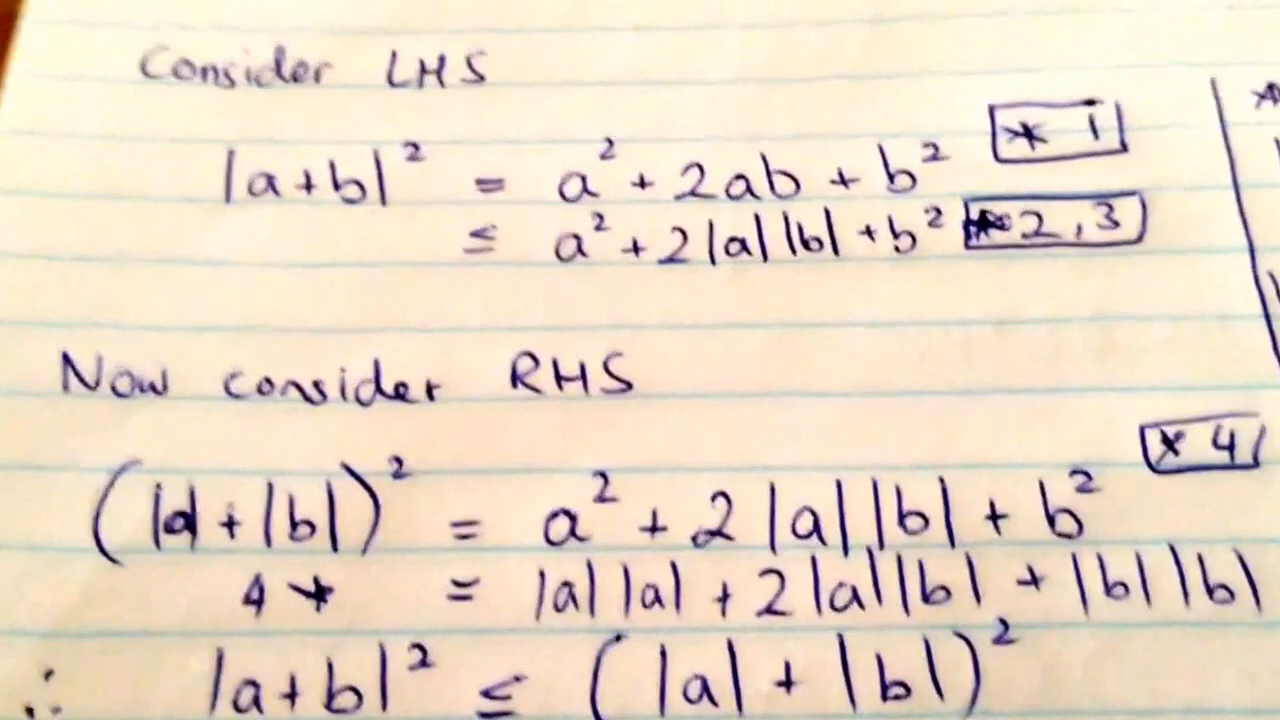 Consider LHS
|a+b|² = a² + 2ab + b² * 1
≤ a² + 2|a||b| + b² * 2,3
Now consider RHS
(|a| + |b|)² = a² + 2|a||b| + b² * 4
4 * = |a||a| + 2|a||b| + |b||b|
∴ |a+b|² ≤ (|a| + |b|)²